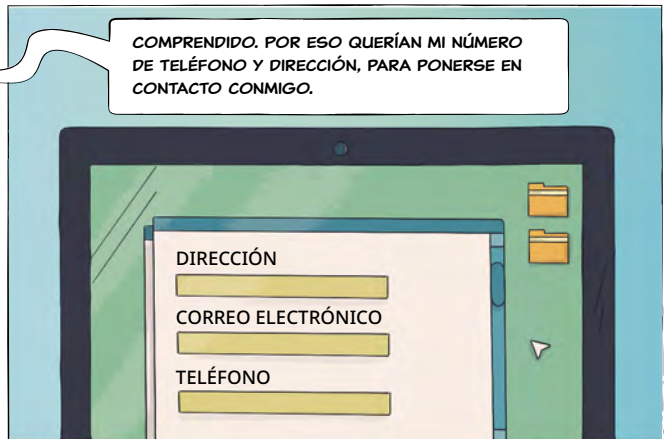 COMPRENDIDO. POR ESO QUERÍAN MI NÚMERO
DE TELÉFONO Y DIRECCIÓN, PARA PONERSE EN
CONTACTO CONMIGO.
DIRECCIÓN
CORREO ELECTRÓNICO
TELÉFONO